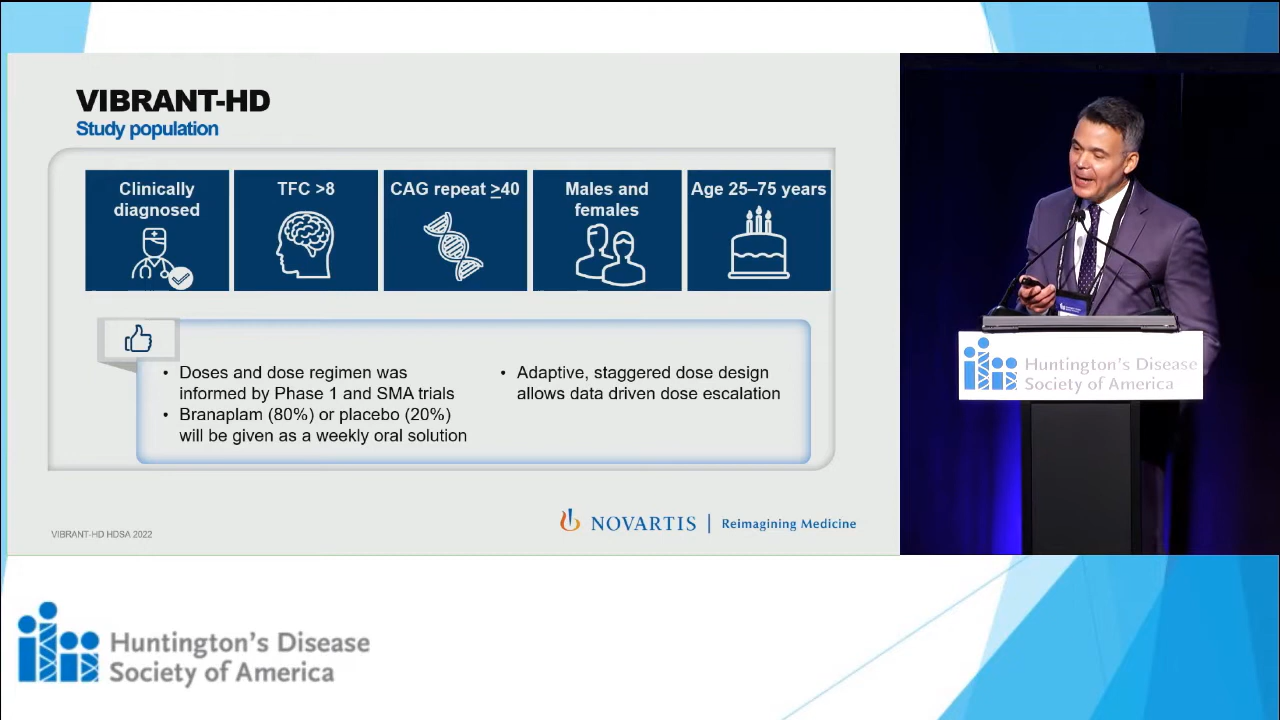 VIBRANT-HD
Study population
Clinically
diagnosed
TFC >8
CAG repeat ≥40
Males and
females
Age 25–75 years
• Doses and dose regimen was
informed by Phase 1 and SMA trials
• Branaplam (80%) or placebo (20%)
will be given as a weekly oral solution
• Adaptive, staggered dose design
allows data driven dose escalation
VIBRANT-HD HDSA 2022
NOVARTIS | Reimagining Medicine
Huntington's Disease
Society of America
Huntington's Disease
Society of America